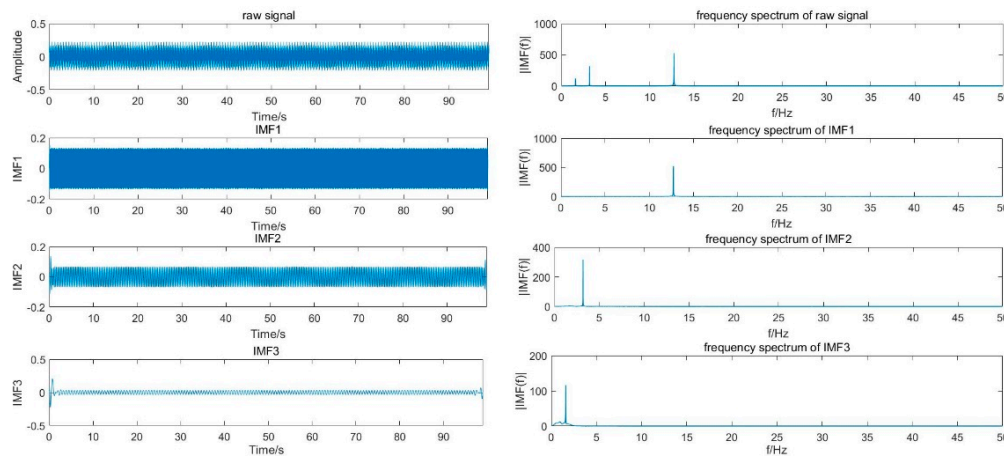 raw signal
Amplitude
0.5
0
-0.5
0 10 20 30 40 50 60 70 80 90
Time/s
IMF1
IMF1
0.2
0
-0.2
0 10 20 30 40 50 60 70 80 90
Time/s
IMF2
IMF2
0.2
0
-0.2
0 10 20 30 40 50 60 70 80 90
Time/s
IMF3
IMF3
0.5
0
-0.5
0 10 20 30 40 50 60 70 80 90
Time/s
frequency spectrum of raw signal
|IMF(f)|
1000
500
0
0 5 10 15 20 25 30 35 40 45 50
f/Hz
frequency spectrum of IMF1
|IMF(f)|
1000
500
0
0 5 10 15 20 25 30 35 40 45 50
f/Hz
frequency spectrum of IMF2
|IMF(f)|
400
200
0
0 5 10 15 20 25 30 35 40 45 50
f/Hz
frequency spectrum of IMF3
|IMF(f)|
200
100
0
0 5 10 15 20 25 30 35 40 45 50
f/Hz